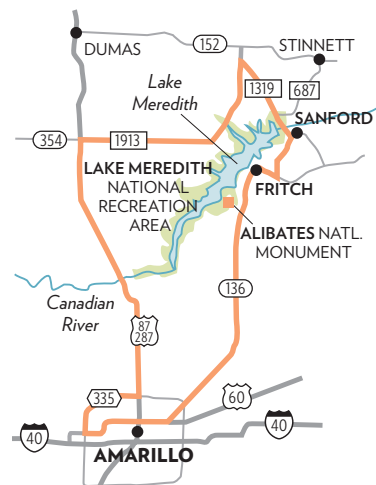 DUMAS
152
STINNETT
Lake
Meredith
1319
687
SANFORD
354
1913
LAKE MEREDITH
NATIONAL
RECREATION
AREA
FRITCH
ALIBATES NATL.
MONUMENT
136
Canadian
River
87
287
335
60
40
40
AMARILLO